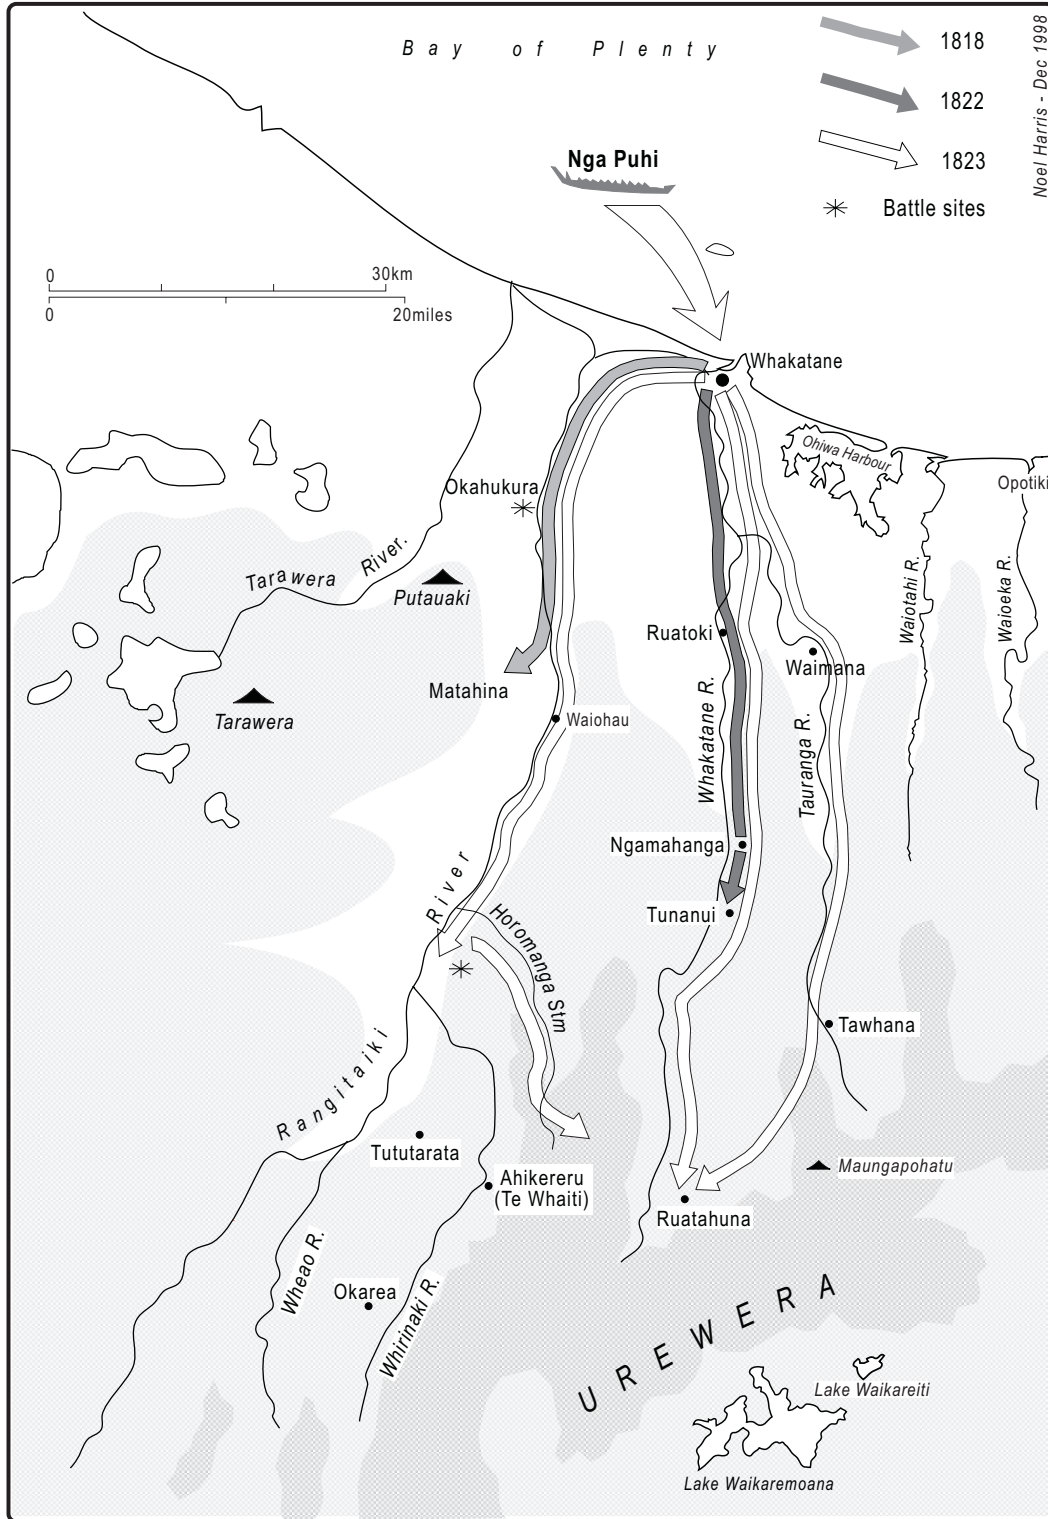 Bay of Plenty
1818
1822
1823
Battle sites
Noel Harris - Dec 1998
Nga Puhi
0 30km
0 20miles
Whakatane
Ohiwa Harbour
Opotiki
Okahukura
Tarawera River.
Putauaki
Waiotahi R.
Waioeka R.
Ruatoki
Waimana
Matahina
Tarawera
Waiohau
Whakatane R.
Tauranga R.
Ngamahanga
Tunanui
Horomanga Stm
Rangitaiki River
Tawhana
Tututarata
Ahikereru
(Te Whaiti)
Maungapohatu
Ruatahuna
Wheao R.
Okarea
Whirinaki R.
UREWERA
Lake Waikareiti
Lake Waikaremoana